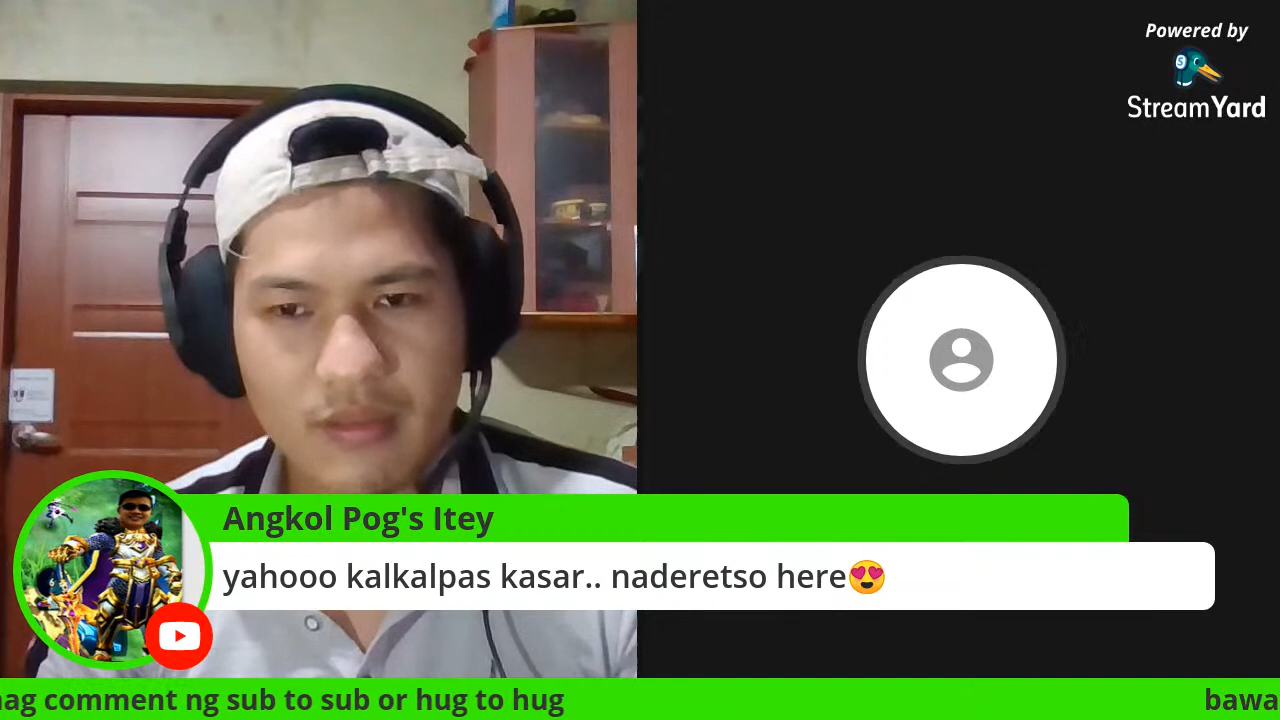 Powered by
StreamYard
Angkol Pog's Itey
yahooo kalkalpas kasar.. naderetso here😍
ag comment ng sub to sub or hug to hug
bawa